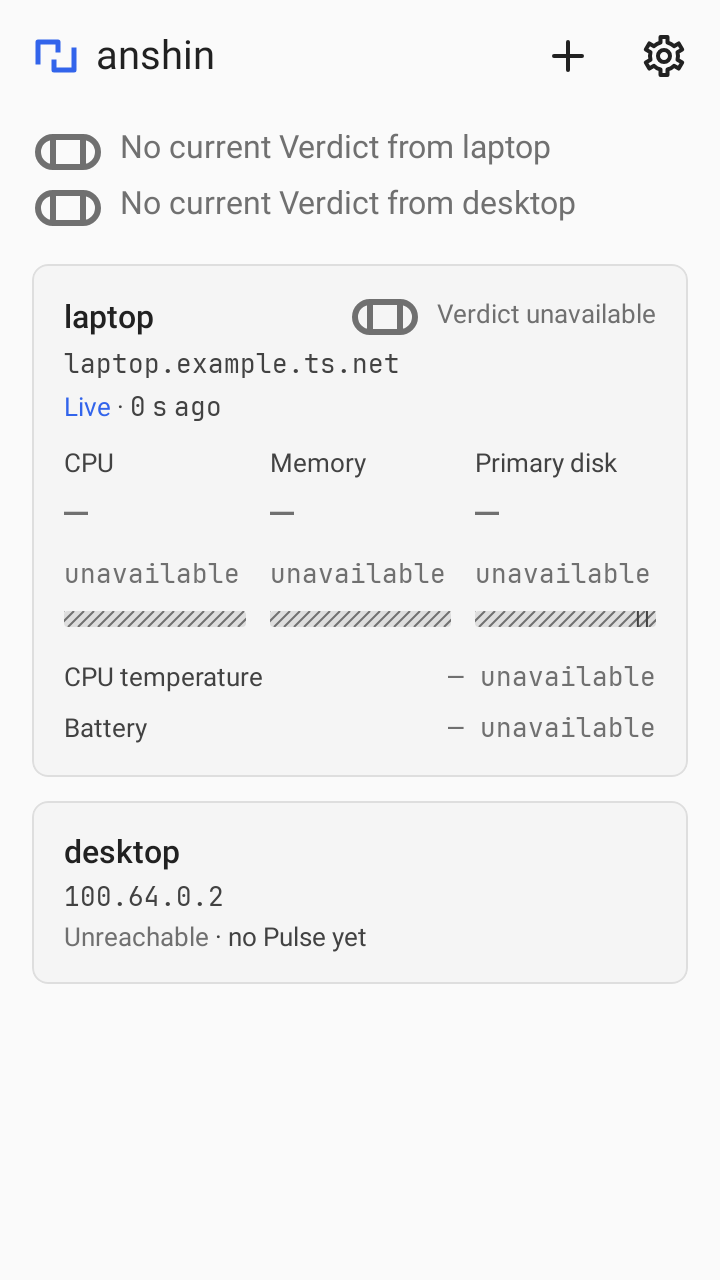 anshin
No current Verdict from laptop
No current Verdict from desktop
laptop
Verdict unavailable
laptop.example.ts.net
Live · 0 s ago
CPU Memory Primary disk
— — —
unavailable unavailable unavailable
CPU temperature — unavailable
Battery — unavailable
desktop
100.64.0.2
Unreachable · no Pulse yet